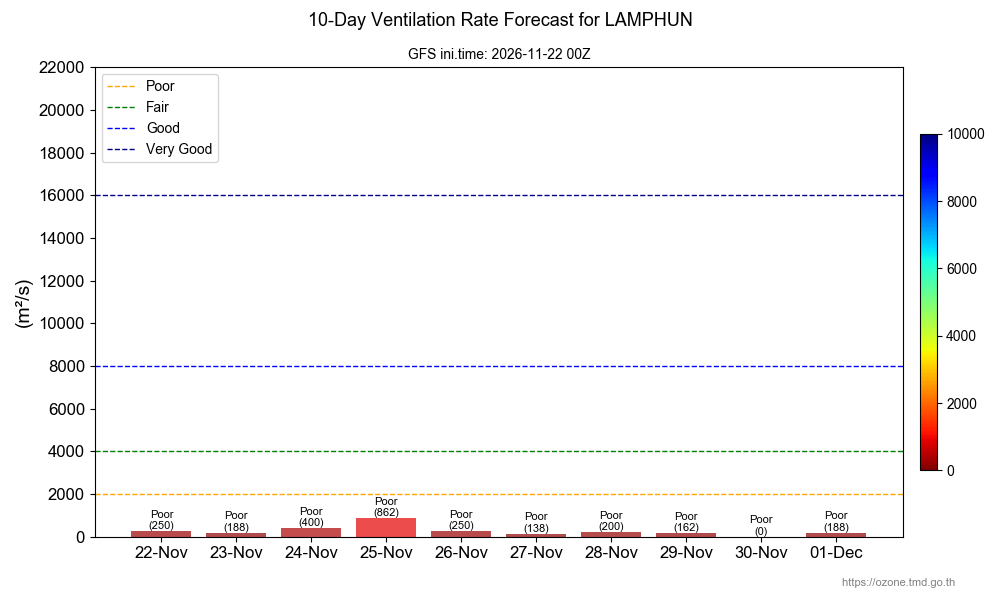 10-Day Ventilation Rate Forecast for LAMPHUN
GFS ini.time: 2026-11-22 00Z
22000
20000
18000
16000
14000
12000
10000
8000
6000
4000
2000
0
(m²/s)
Poor
Fair
Good
Very Good
Poor
(250)
Poor
(188)
Poor
(400)
Poor
(862)
Poor
(250)
Poor
(138)
Poor
(200)
Poor
(162)
Poor
(0)
Poor
(188)
22-Nov 23-Nov 24-Nov 25-Nov 26-Nov 27-Nov 28-Nov 29-Nov 30-Nov 01-Dec
10000
8000
6000
4000
2000
0
https://ozone.tmd.go.th